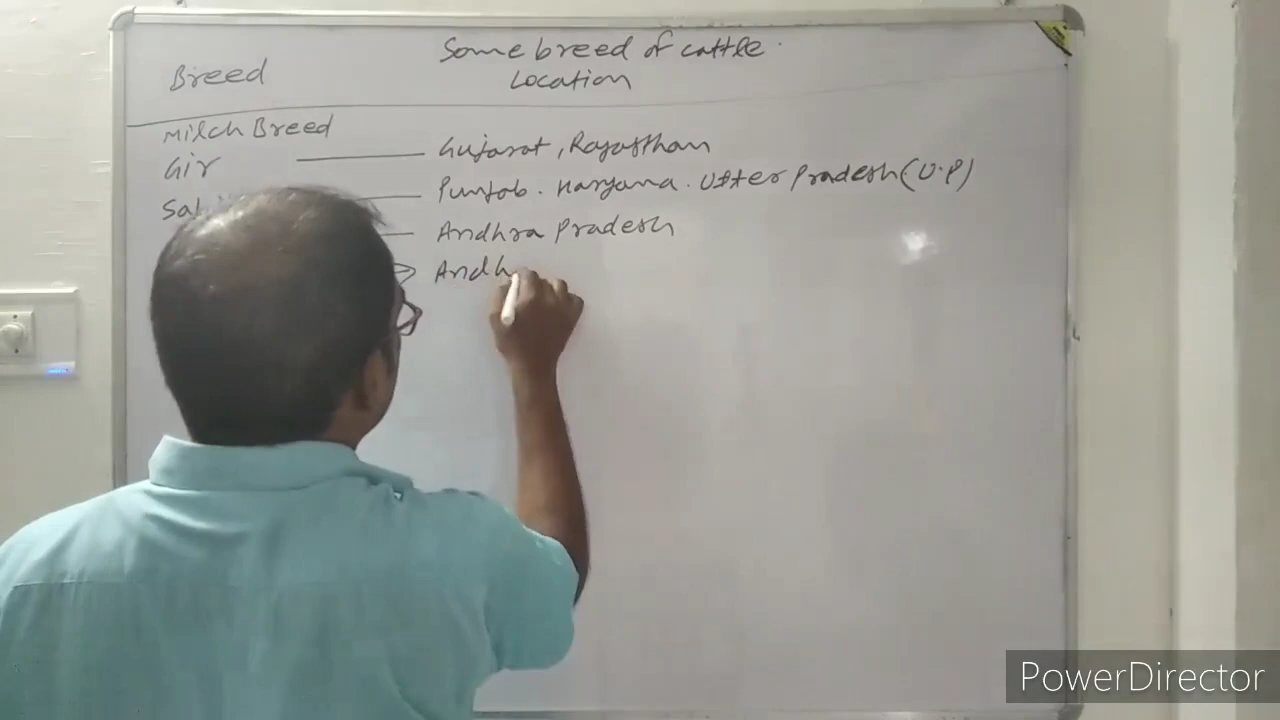 Some breed of cattle
Breed Location
Milch Breed
Gir Gujarat, Rajasthan
Punjab. Haryana. Utter Pradesh (U.P)
Andhra Pradesh
Andh
PowerDirector